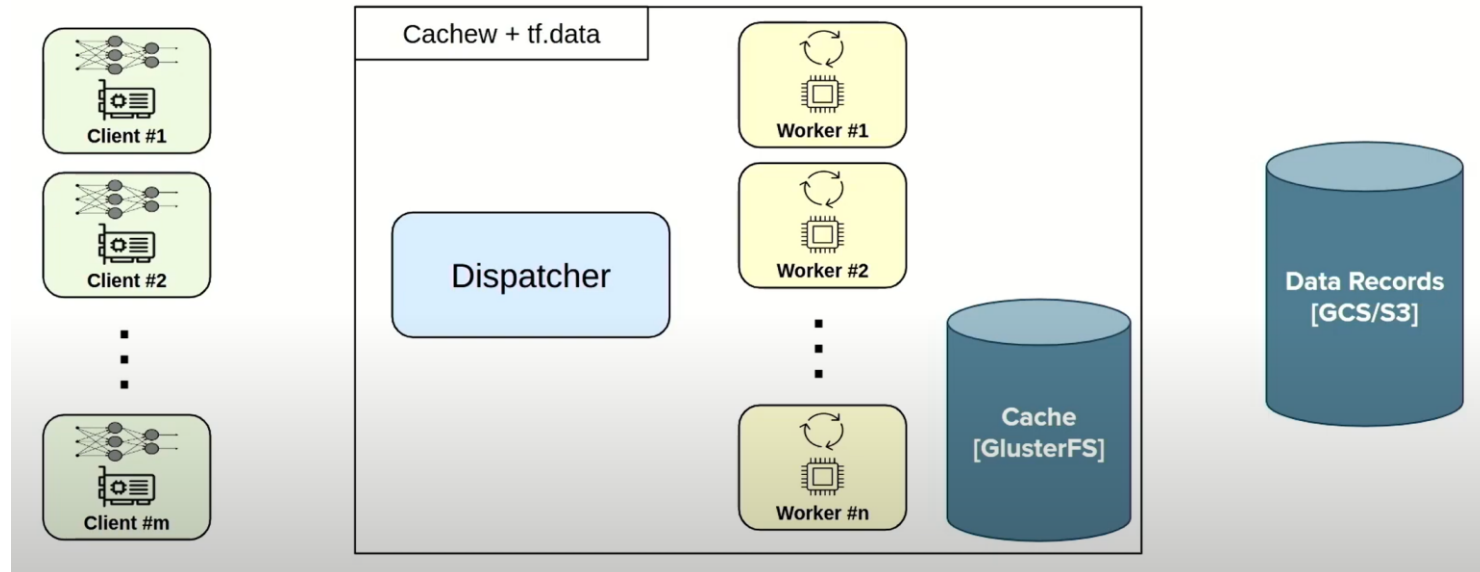 Cachew + tf.data
Client #1
Client #2
Client #m
Dispatcher
Worker #1
Worker #2
Worker #n
Cache
[GlusterFS]
Data Records
[GCS/S3]